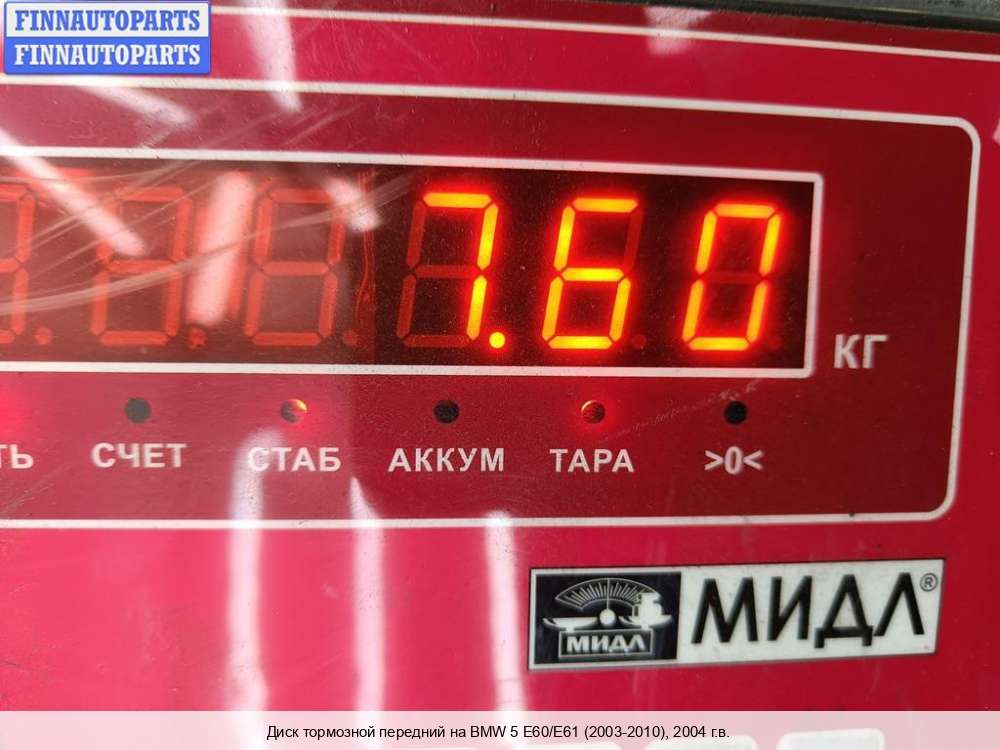 FINNAUTOPARTS
FINNAUTOPARTS
7.60
КГ
СЧЕТ СТАБ АККУМ ТАРА >0<
МИДЛ МИДЛ®
Диск тормозной передний на BMW 5 E60/E61 (2003-2010), 2004 г.в.